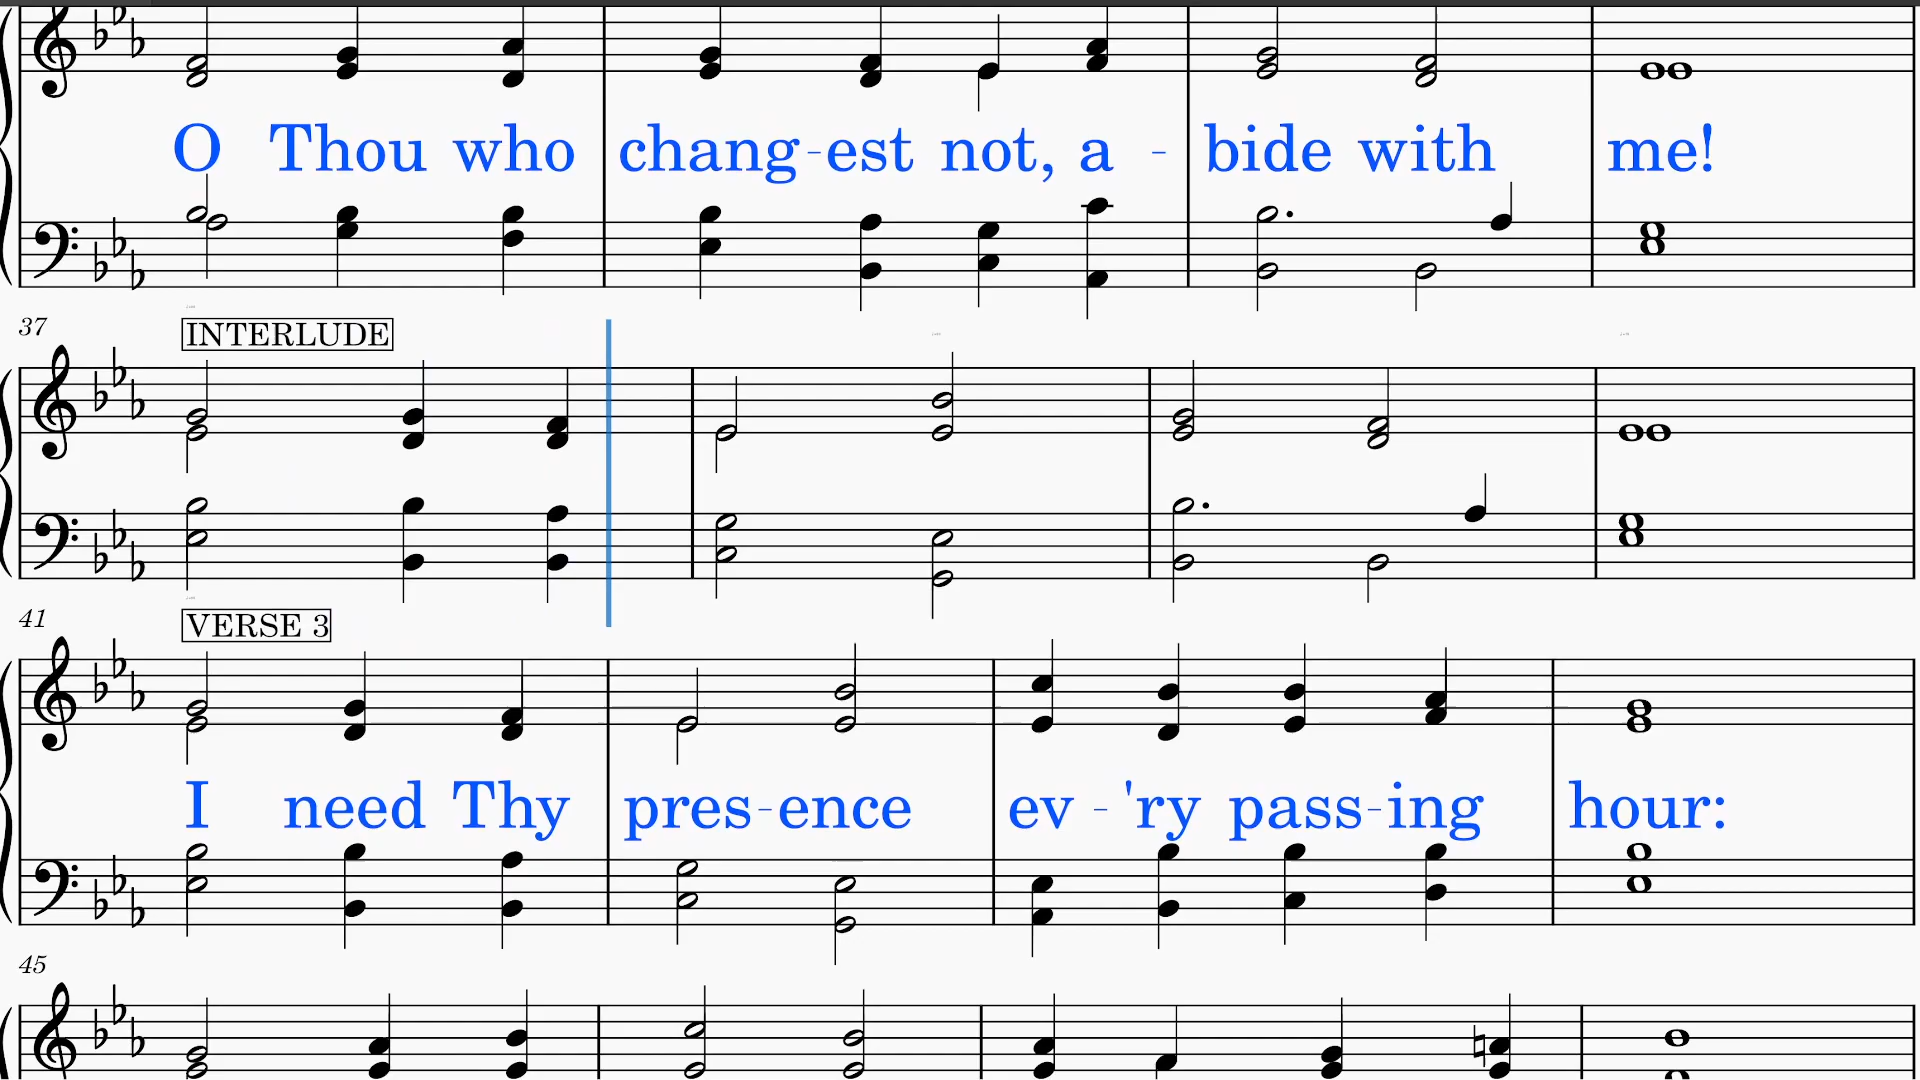 O Thou who chang-est not, a - bide with me!
37
INTERLUDE
41
VERSE 3
I need Thy pres-ence ev-'ry pass-ing hour:
45